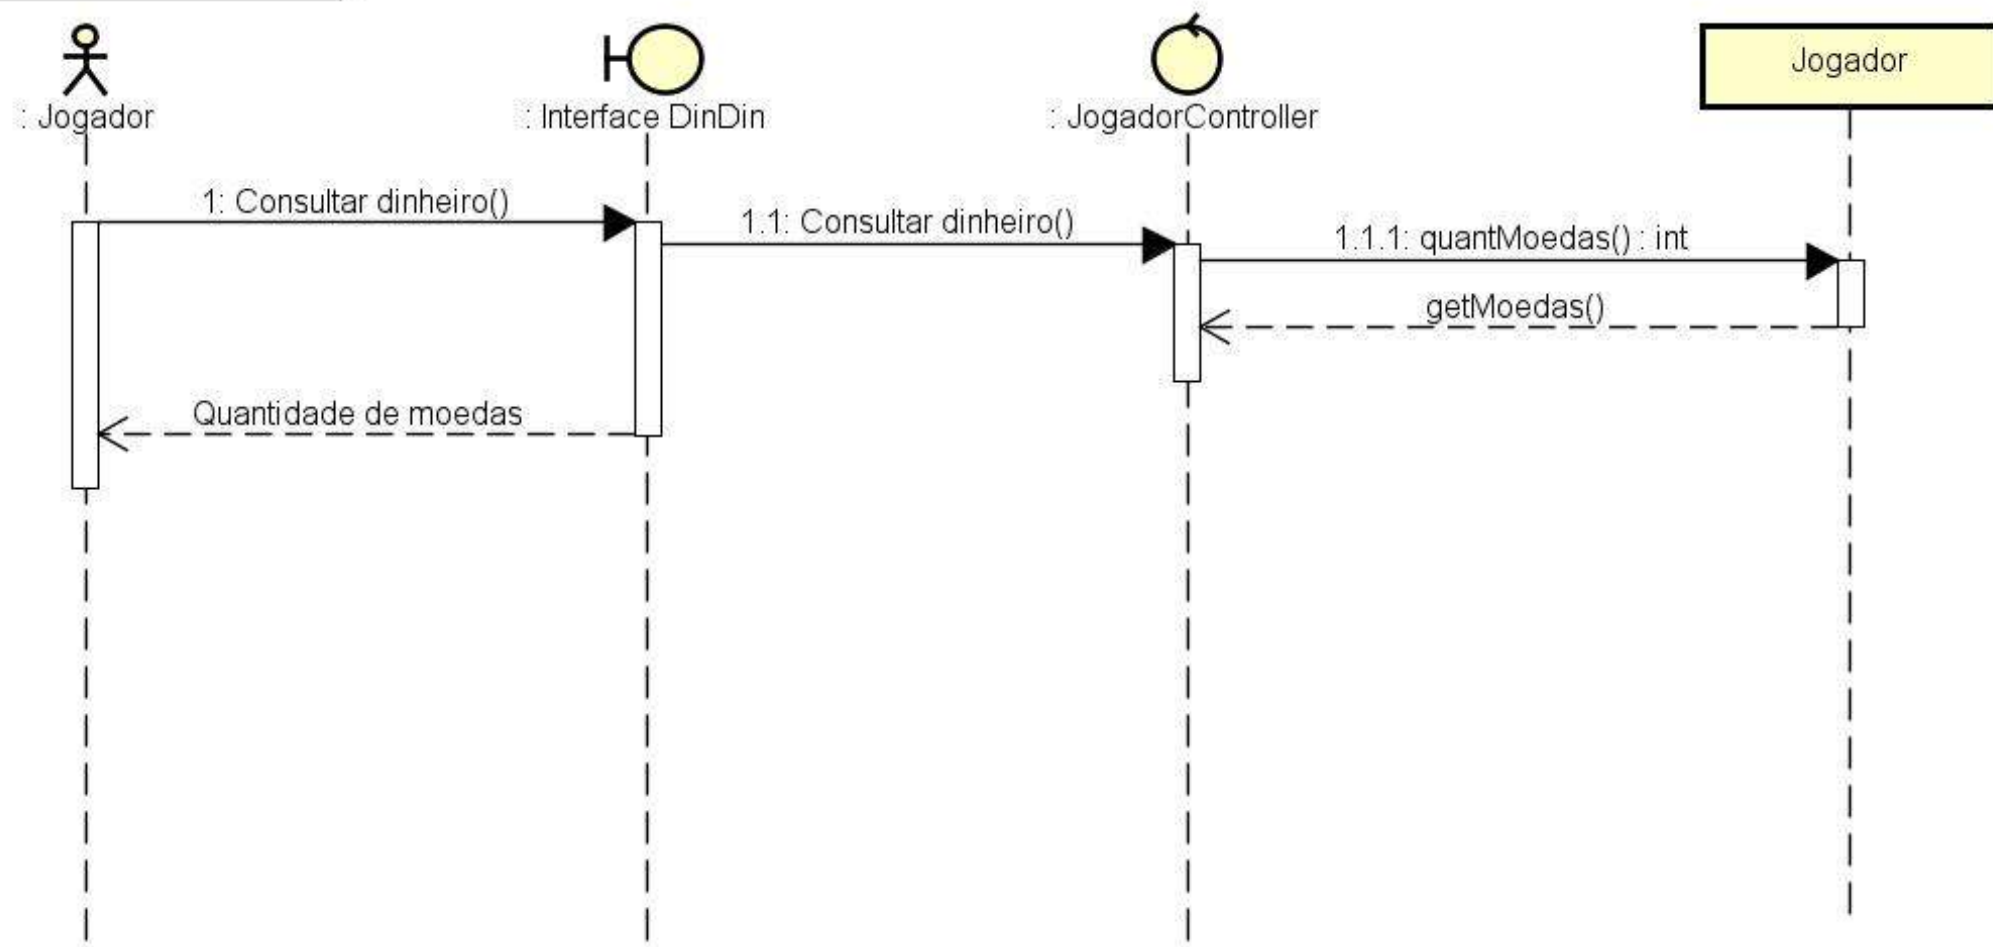 : Jogador
: Interface DinDin
: JogadorController
Jogador
1: Consultar dinheiro()
1.1: Consultar dinheiro()
1.1.1: quantMoedas() : int
getMoedas()
Quantidade de moedas